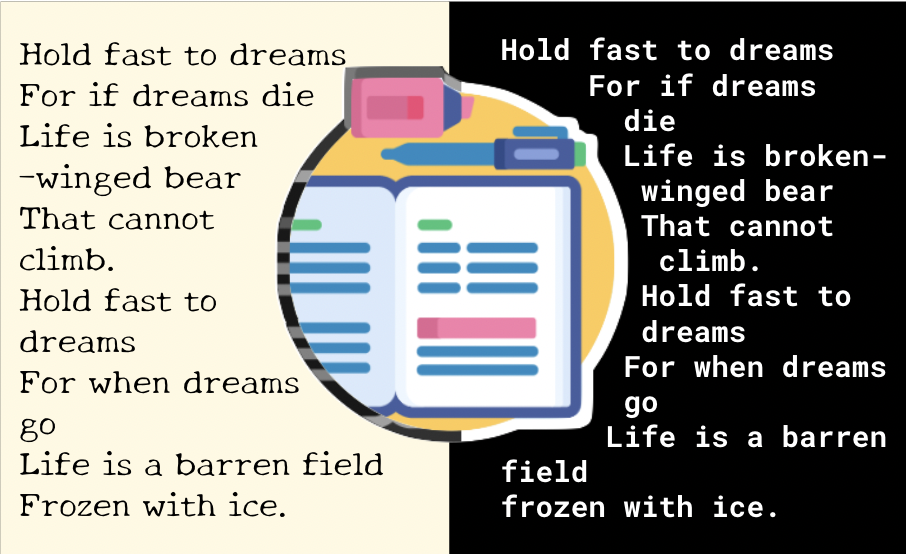 Hold fast to dreams
For if dreams die
Life is broken
-winged bear
That cannot
climb.
Hold fast to
dreams
For when dreams
go
Life is a barren field
Frozen with ice.
Hold fast to dreams
For if dreams
die
Life is broken-
winged bear
That cannot
climb.
Hold fast to
dreams
For when dreams
go
Life is a barren
field
frozen with ice.